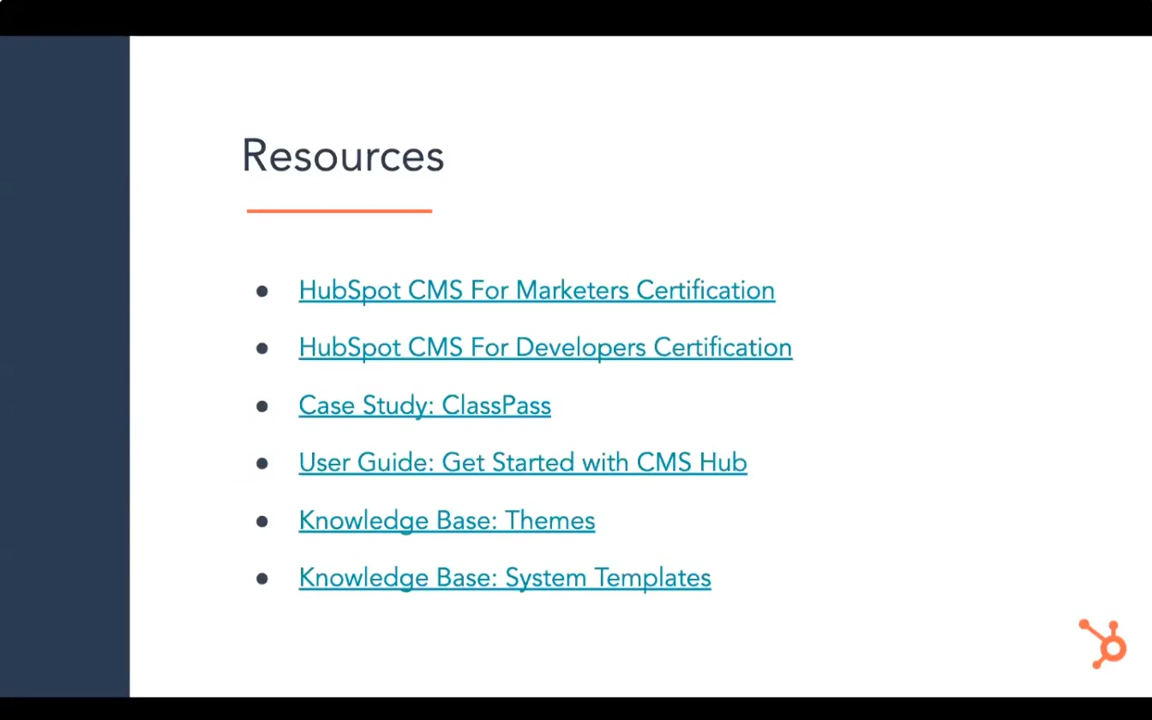 Resources
● HubSpot CMS For Marketers Certification
● HubSpot CMS For Developers Certification
● Case Study: ClassPass
● User Guide: Get Started with CMS Hub
● Knowledge Base: Themes
● Knowledge Base: System Templates